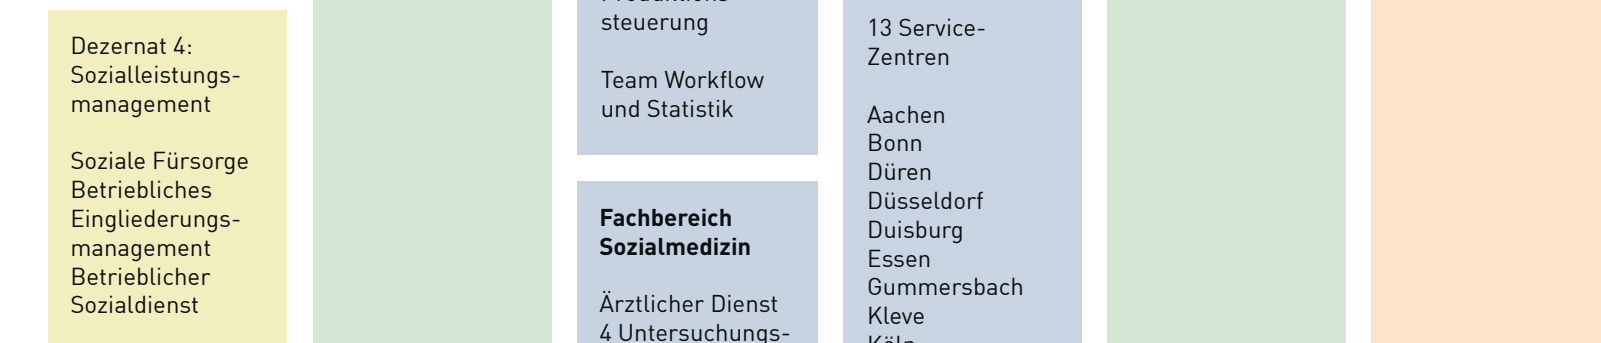 Dezernat 4:
Sozialleistungs-
management
Soziale Fürsorge
Betriebliches
Eingliederungs-
management
Betrieblicher
Sozialdienst
steuerung
Team Workflow
und Statistik
Fachbereich
Sozialmedizin
Ärztlicher Dienst
4 Untersuchungs-
13 Service-
Zentren
Aachen
Bonn
Düren
Düsseldorf
Duisburg
Essen
Gummersbach
Kleve
Köln